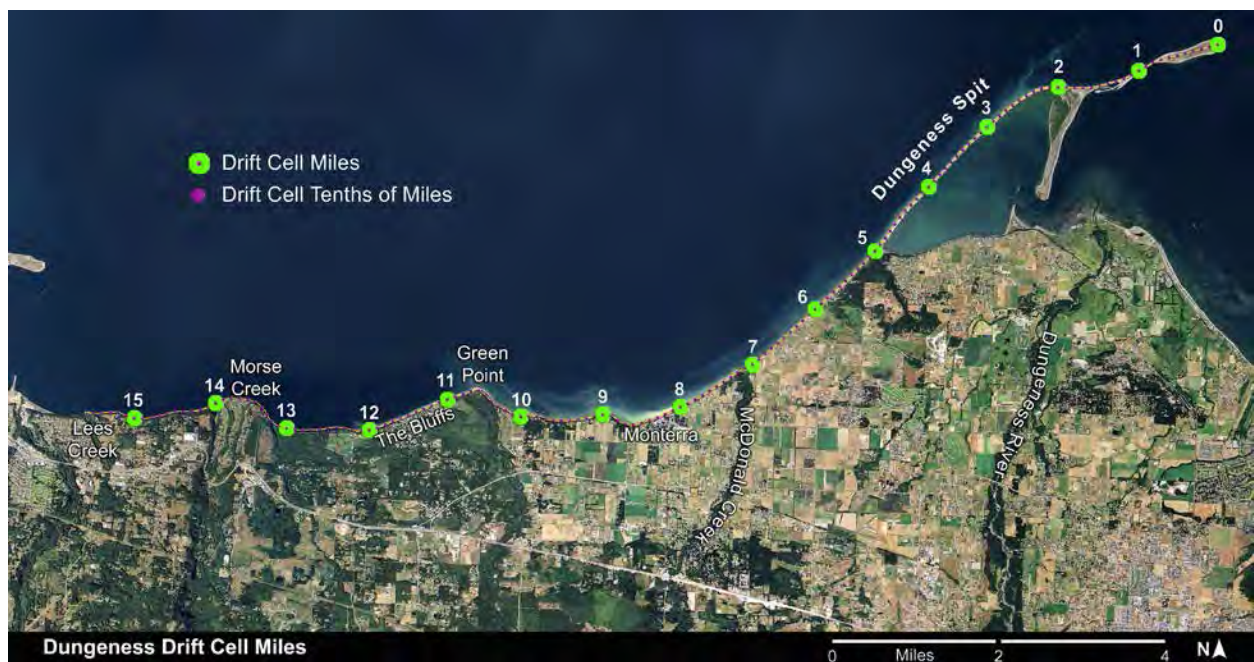 0
1
2
3
Dungeness Spit
4
5
6
7
8
9
10
11
12
13
14
15
Drift Cell Miles
Drift Cell Tenths of Miles
Green
Point
Morse
Creek
The Bluffs
Monterra
Lees
Creek
McDonald Creek
Dungeness River
Dungeness Drift Cell Miles
0 Miles 2 4
N